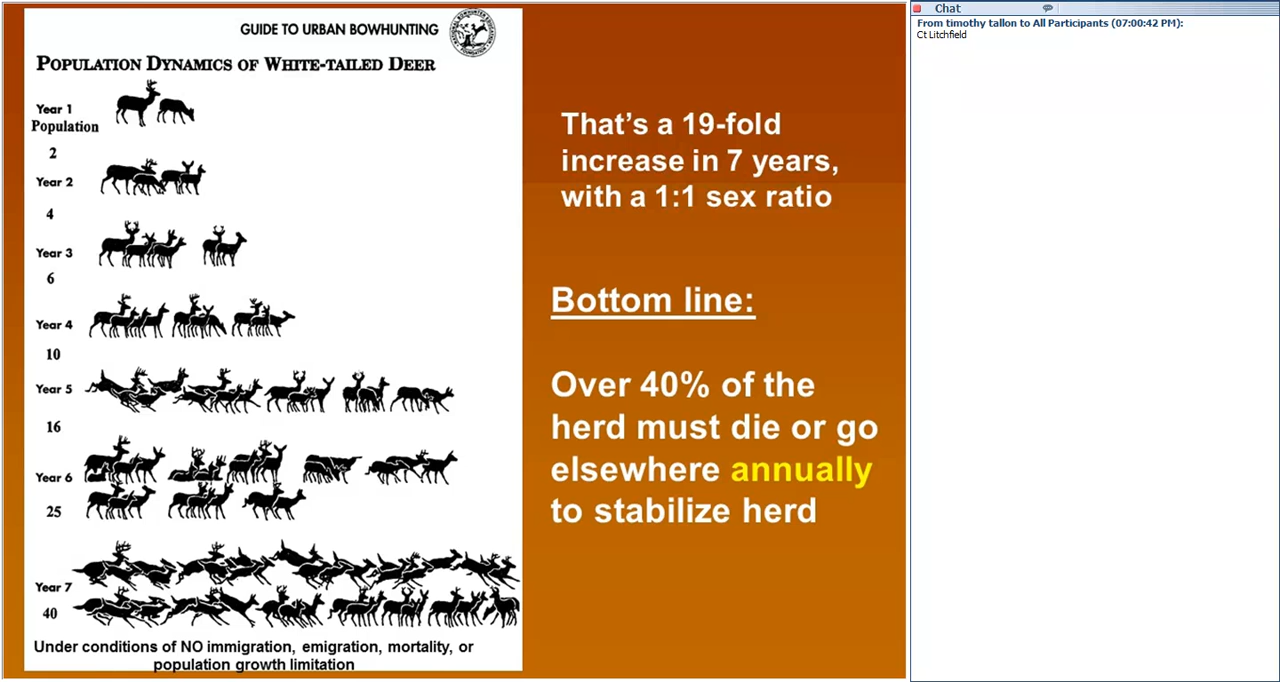 GUIDE TO URBAN BOWHUNTING
POPULATION DYNAMICS OF WHITE-TAILED DEER
Year 1
Population
2
Year 2
4
Year 3
6
Year 4
10
Year 5
16
Year 6
25
Year 7
40
Under conditions of NO immigration, emigration, mortality, or
population growth limitation
That's a 19-fold
increase in 7 years,
with a 1:1 sex ratio
Bottom line:
Over 40% of the
herd must die or go
elsewhere annually
to stabilize herd
Chat
From timothy tallon to All Participants (07:00:42 PM):
Ct Litchfield